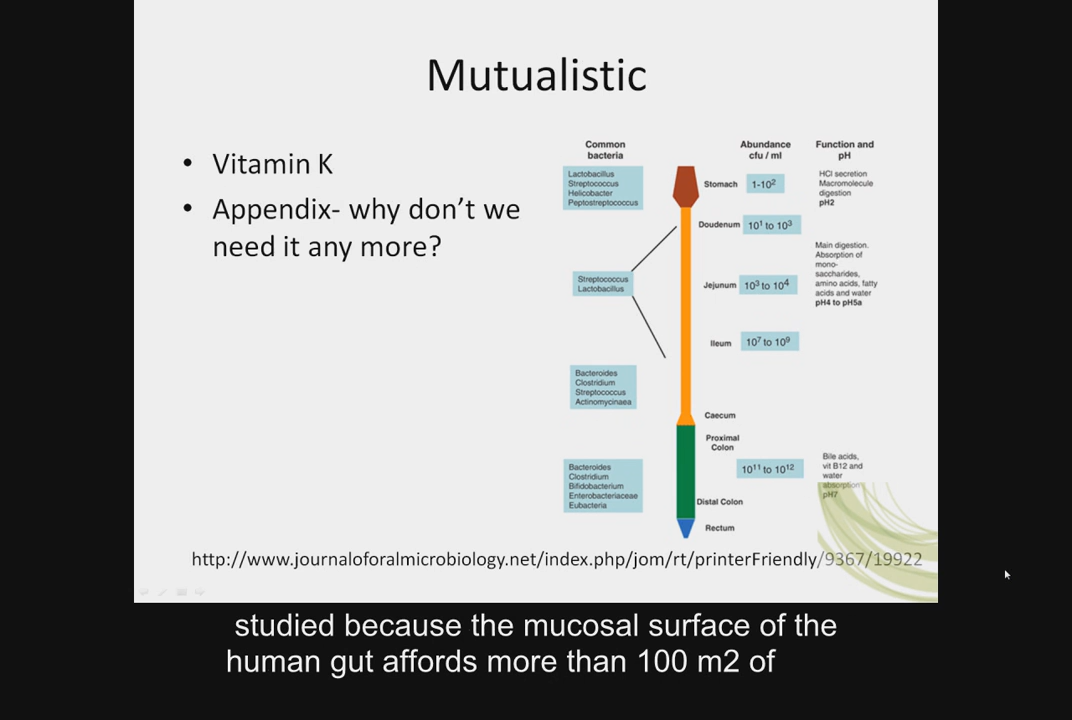 Mutualistic
• Vitamin K
• Appendix- why don't we
need it any more?
Common
bacteria
Abundance
cfu / ml
Function and
pH
Lactobacillus
Streptococcus
Helicobacter
Peptostreptococcus
Stomach
1-10²
HCl secretion
Macromolecule
digestion
pH2
Doudenum
10¹ to 10³
Streptococcus
Lactobacillus
Jejunum
10³ to 10⁴
Main digestion.
Absorption of
mono-
saccharides,
amino acids, fatty
acids and water
pH4 to pH5a
Ileum
10⁷ to 10⁹
Bacteroides
Clostridium
Streptococcus
Actinomycinaea
Caecum
Proximal
Colon
Bacteroides
Clostridium
Bifidobacterium
Enterobacteriaceae
Eubacteria
10¹¹ to 10¹²
Bile acids,
vit B12 and
water
absorption
pH7
Distal Colon
Rectum
http://www.journaloforalmicrobiology.net/index.php/jom/rt/printerFriendly/9367/19922
studied because the mucosal surface of the
human gut affords more than 100 m2 of